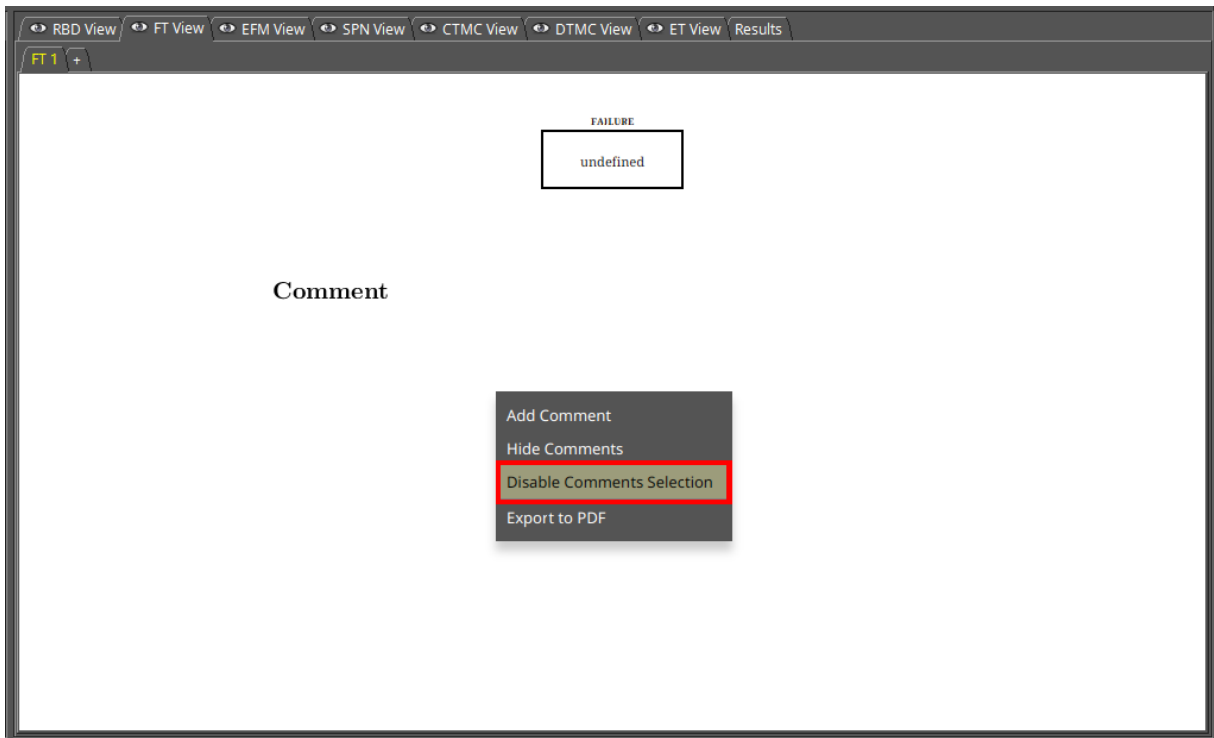 RBD View FT View EFM View SPN View CTMC View DTMC View ET View Results
FT 1 +
FAILURE
undefined
Comment
Add Comment
Hide Comments
Disable Comments Selection
Export to PDF